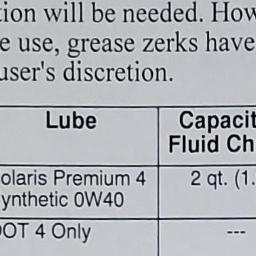 tion will be needed. How
e use, grease zerks have
user's discretion.
Lube
Capacit
Fluid Ch
olaris Premium 4
ynthetic 0W40
2 qt. (1.
OT 4 Only
---